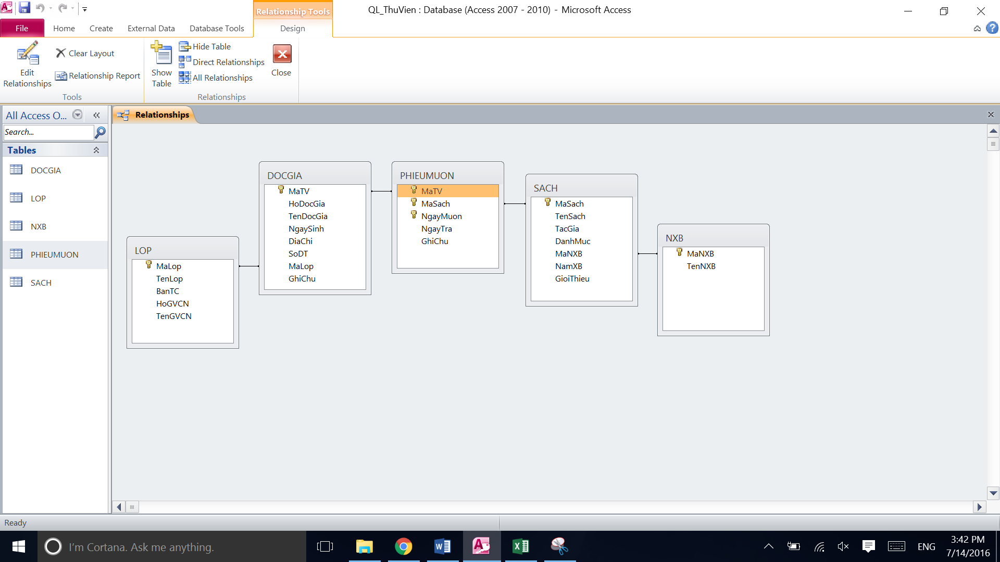 Relationship Tools
QL_ThuVien : Database (Access 2007 - 2010) - Microsoft Access
File
Home
Create
External Data
Database Tools
Design
Edit
Relationships
Clear Layout
Relationship Report
Tools
Show
Table
Hide Table
Direct Relationships
All Relationships
Relationships
Close
All Access O...
Search...
Tables
DOCGIA
LOP
NXB
PHIEUMUON
SACH
Relationships
LOP
MaLop
TenLop
BanTC
HoGVCN
TenGVCN
DOCGIA
MaTV
HoDocGia
TenDocGia
NgaySinh
DiaChi
SoDT
MaLop
GhiChu
PHIEUMUON
MaTV
MaSach
NgayMuon
NgayTra
GhiChu
SACH
MaSach
TenSach
TacGia
DanhMuc
MaNXB
NamXB
GioiThieu
NXB
MaNXB
TenNXB
Ready
I'm Cortana. Ask me anything.
ENG
3:42 PM
7/14/2016